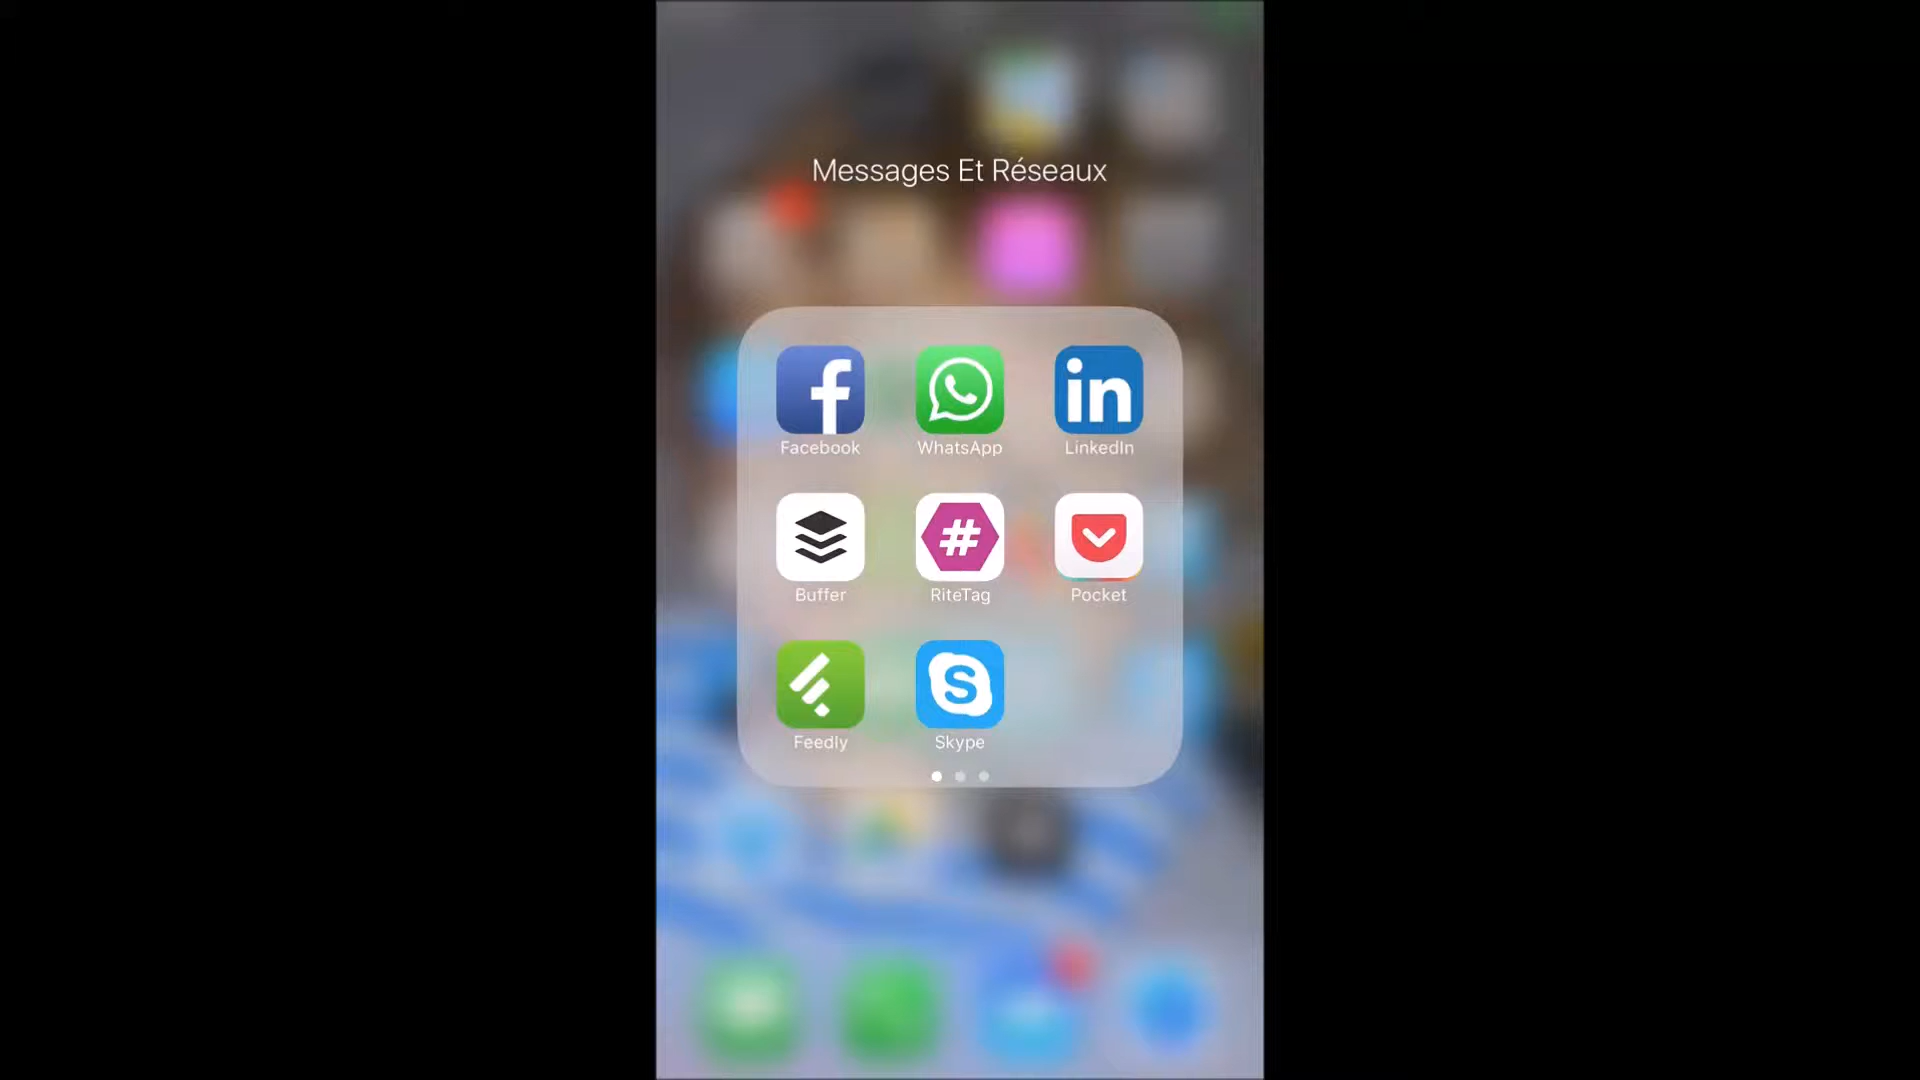 Messages Et Réseaux
Facebook WhatsApp LinkedIn
Buffer RiteTag Pocket
Feedly Skype